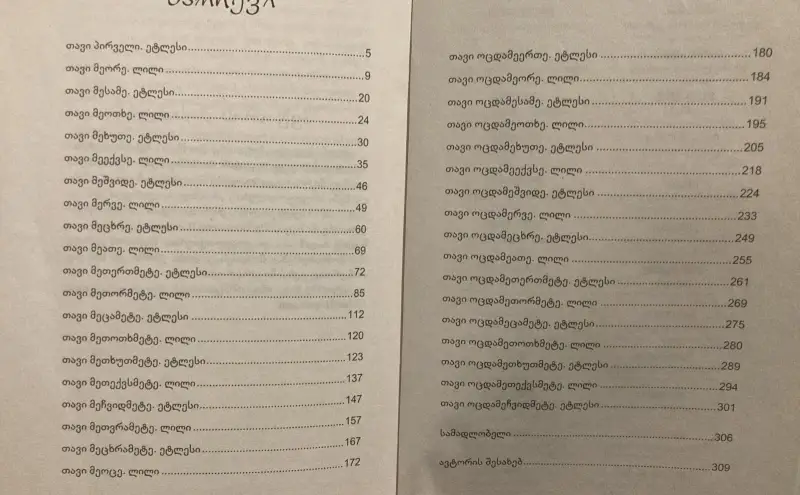 სარჩევი
თავი პირველი. ეტლესი.....5
თავი მეორე. ლილი.....9
თავი მესამე. ეტლესი.....20
თავი მეოთხე. ლილი.....24
თავი მეხუთე. ეტლესი.....30
თავი მეექვსე. ლილი.....35
თავი მეშვიდე. ეტლესი.....46
თავი მერვე. ლილი.....49
თავი მეცხრე. ეტლესი.....60
თავი მეათე. ლილი.....69
თავი მეთერთმეტე. ეტლესი.....72
თავი მეთორმეტე. ლილი.....85
თავი მეცამეტე. ეტლესი.....112
თავი მეთოთხმეტე. ლილი.....120
თავი მეთხუთმეტე. ეტლესი.....123
თავი მეთექვსმეტე. ლილი.....137
თავი მეჩვიდმეტე. ეტლესი.....147
თავი მეთვრამეტე. ლილი.....157
თავი მეცხრამეტე. ეტლესი.....167
თავი მეოცე. ლილი.....172
თავი ოცდამეერთე. ეტლესი.....180
თავი ოცდამეორე. ლილი.....184
თავი ოცდამესამე. ეტლესი.....191
თავი ოცდამეოთხე. ლილი.....195
თავი ოცდამეხუთე. ეტლესი.....205
თავი ოცდამეექვსე. ლილი.....218
თავი ოცდამეშვიდე. ეტლესი.....224
თავი ოცდამერვე. ლილი.....233
თავი ოცდამეცხრე. ეტლესი.....249
თავი ოცდამეათე. ლილი.....255
თავი ოცდამეთერთმეტე. ეტლესი.....261
თავი ოცდამეთორმეტე. ლილი.....269
თავი ოცდამეცამეტე. ეტლესი.....275
თავი ოცდამეთოთხმეტე. ლილი.....280
თავი ოცდამეთხუთმეტე. ეტლესი.....289
თავი ოცდამეთექვსმეტე. ლილი.....294
თავი ოცდამეჩვიდმეტე. ეტლესი.....301
სამადლობელი.....306
ავტორის შესახებ.....309